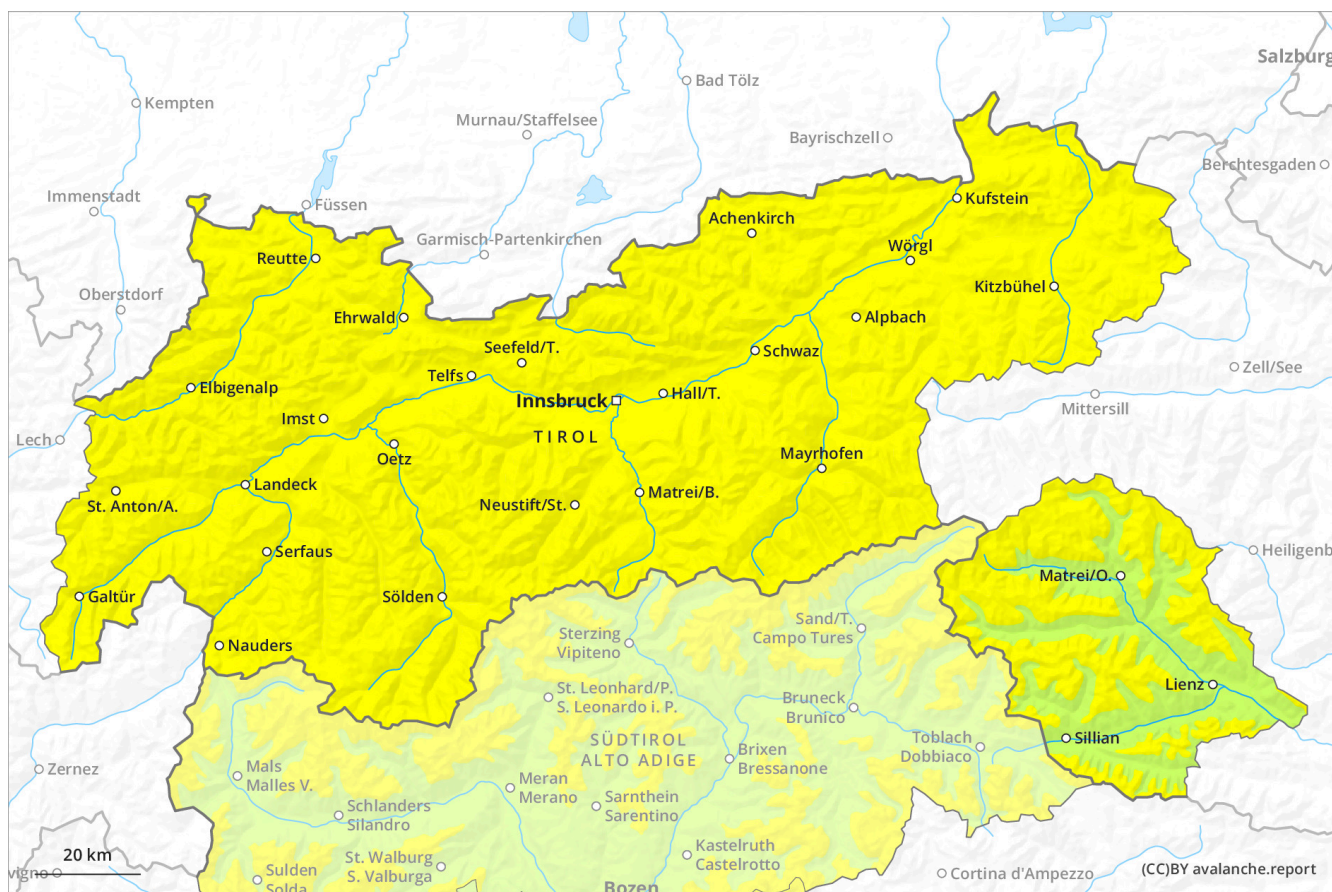 Salzburg
Bad Tölz
Kempten
Murnau/Staffelsee
Bayrischzell
Berchtesgaden
Immenstadt
Füssen
Kufstein
Achenkirch
Garmisch-Partenkirchen
Wörgl
Reutte
Kitzbühel
Oberstdorf
Ehrwald
Alpbach
Seefeld/T.
Schwaz
Zell/See
Telfs
Elbigenalp
Innsbruck
Hall/T.
Mittersill
Imst
TIROL
Lech
Oetz
Mayrhofen
Landeck
Matrei/B.
St. Anton/A.
Neustift/St.
Serfaus
Heiligenb
Matrei/O.
Galtür
Sölden
Sand/T.
Campo Tures
Sterzing
Vipiteno
Nauders
Lienz
St. Leonhard/P.
S. Leonardo i. P.
Bruneck
Brunico
Sillian
Toblach
Dobbiaco
SÜDTIROL
ALTO ADIGE
Brixen
Bressanone
Zernez
Mals
Malles V.
Meran
Merano
Sarnthein
Sarentino
Schlanders
Silandro
Kastelruth
Castelrotto
20 km
St. Walburg
S. Valburga
vigno
Sulden
Solda
Cortina d'Ampezzo
(CC)BY avalanche.report
Bozen